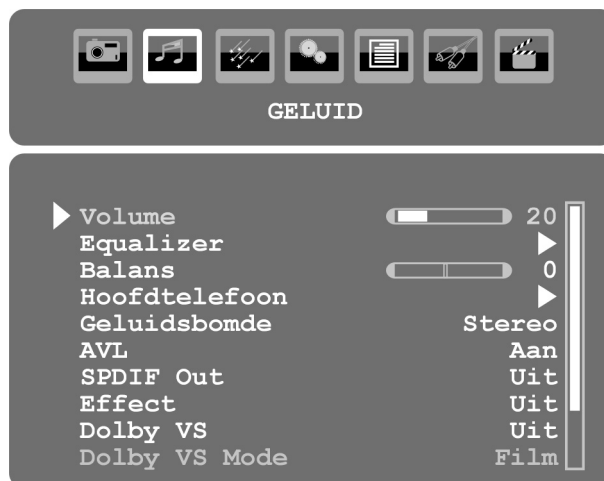 GELUID
Volume 20
Equalizer
Balans 0
Hoofdtelefoon
Geluidsbomde Stereo
AVL Aan
SPDIF Out Uit
Effect Uit
Dolby VS Uit
Dolby VS Mode Film